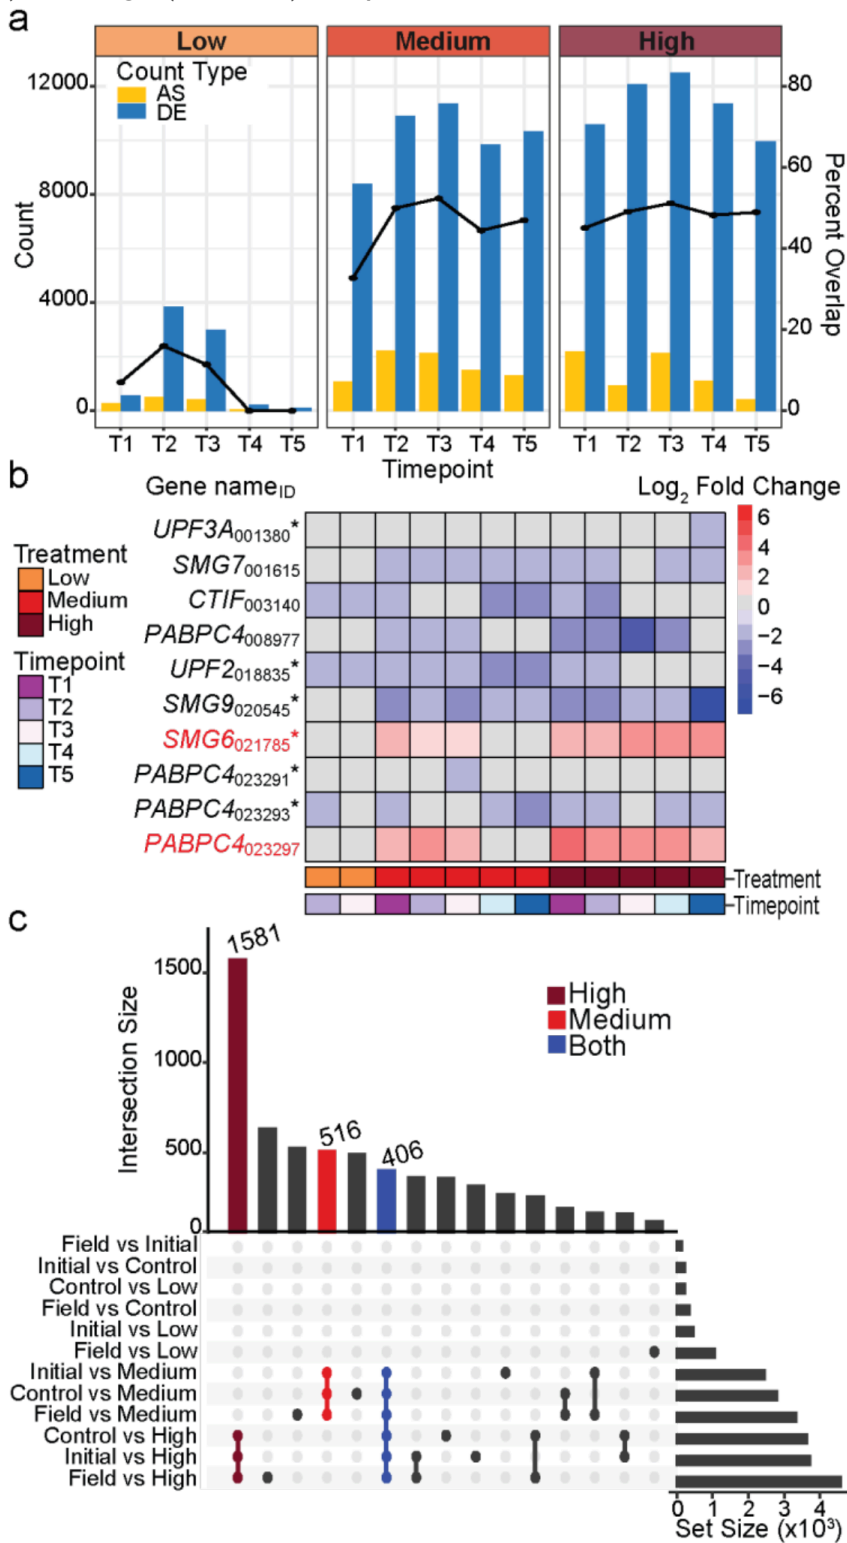 a
Low Medium High
Count Type
AS
DE
12000
8000
4000
0
Count
80
60
40
20
0
Percent Overlap
T1 T2 T3 T4 T5 T1 T2 T3 T4 T5 T1 T2 T3 T4 T5
Timepoint
b
Gene nameID
Log2 Fold Change
6
4
2
0
−2
−4
−6
Treatment
Low
Medium
High
Timepoint
T1
T2
T3
T4
T5
UPF3A001380*
SMG7001615
CTIF003140
PABPC4008977
UPF2018835*
SMG9020545*
SMG6021785*
PABPC4023291*
PABPC4023293*
PABPC4023297
Treatment
Timepoint
c
1581
516
406
1500
1000
500
0
Intersection Size
High
Medium
Both
Field vs Initial
Initial vs Control
Control vs Low
Field vs Control
Initial vs Low
Field vs Low
Initial vs Medium
Control vs Medium
Field vs Medium
Control vs High
Initial vs High
Field vs High
0 1 2 3 4
Set Size (x10³)